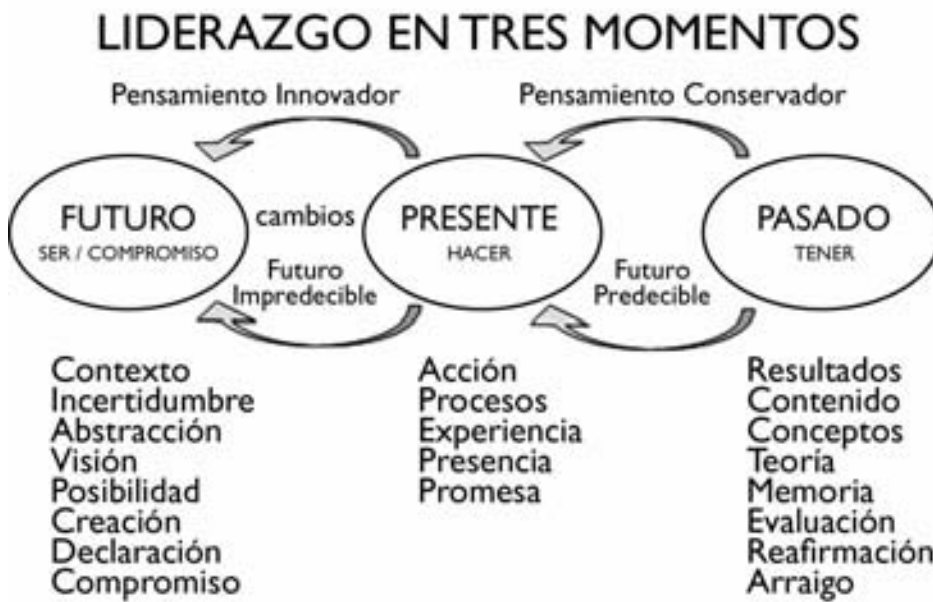 LIDERAZGO EN TRES MOMENTOS
Pensamiento Innovador
Pensamiento Conservador
FUTURO
SER / COMPROMISO
cambios
Futuro
Impredecible
PRESENTE
HACER
Futuro
Predecible
PASADO
TENER
Contexto
Incertidumbre
Abstracción
Visión
Posibilidad
Creación
Declaración
Compromiso
Acción
Procesos
Experiencia
Presencia
Promesa
Resultados
Contenido
Conceptos
Teoría
Memoria
Evaluación
Reafirmación
Arraigo